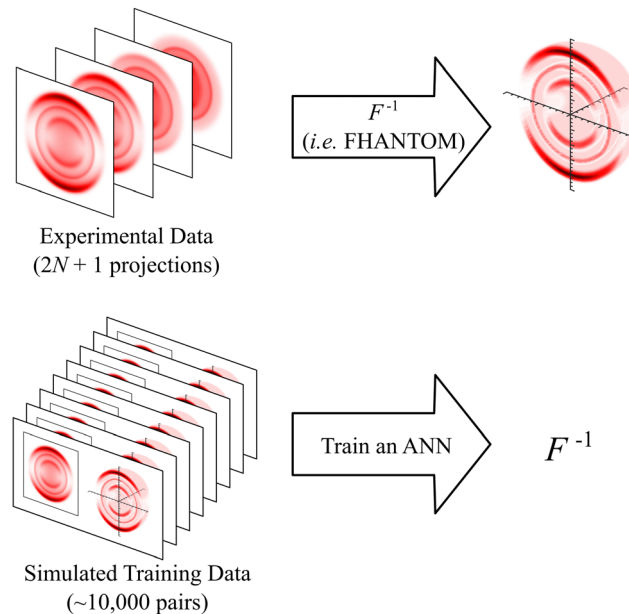 F⁻¹
(i.e. FHANTOM)
Experimental Data
(2N + 1 projections)
Train an ANN
F⁻¹
Simulated Training Data
(~10,000 pairs)